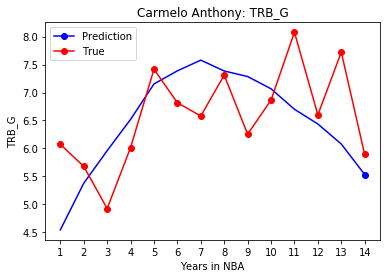 Carmelo Anthony: TRB_G
Prediction
True
TRB_G
8.0
7.5
7.0
6.5
6.0
5.5
5.0
4.5
1 2 3 4 5 6 7 8 9 10 11 12 13 14
Years in NBA